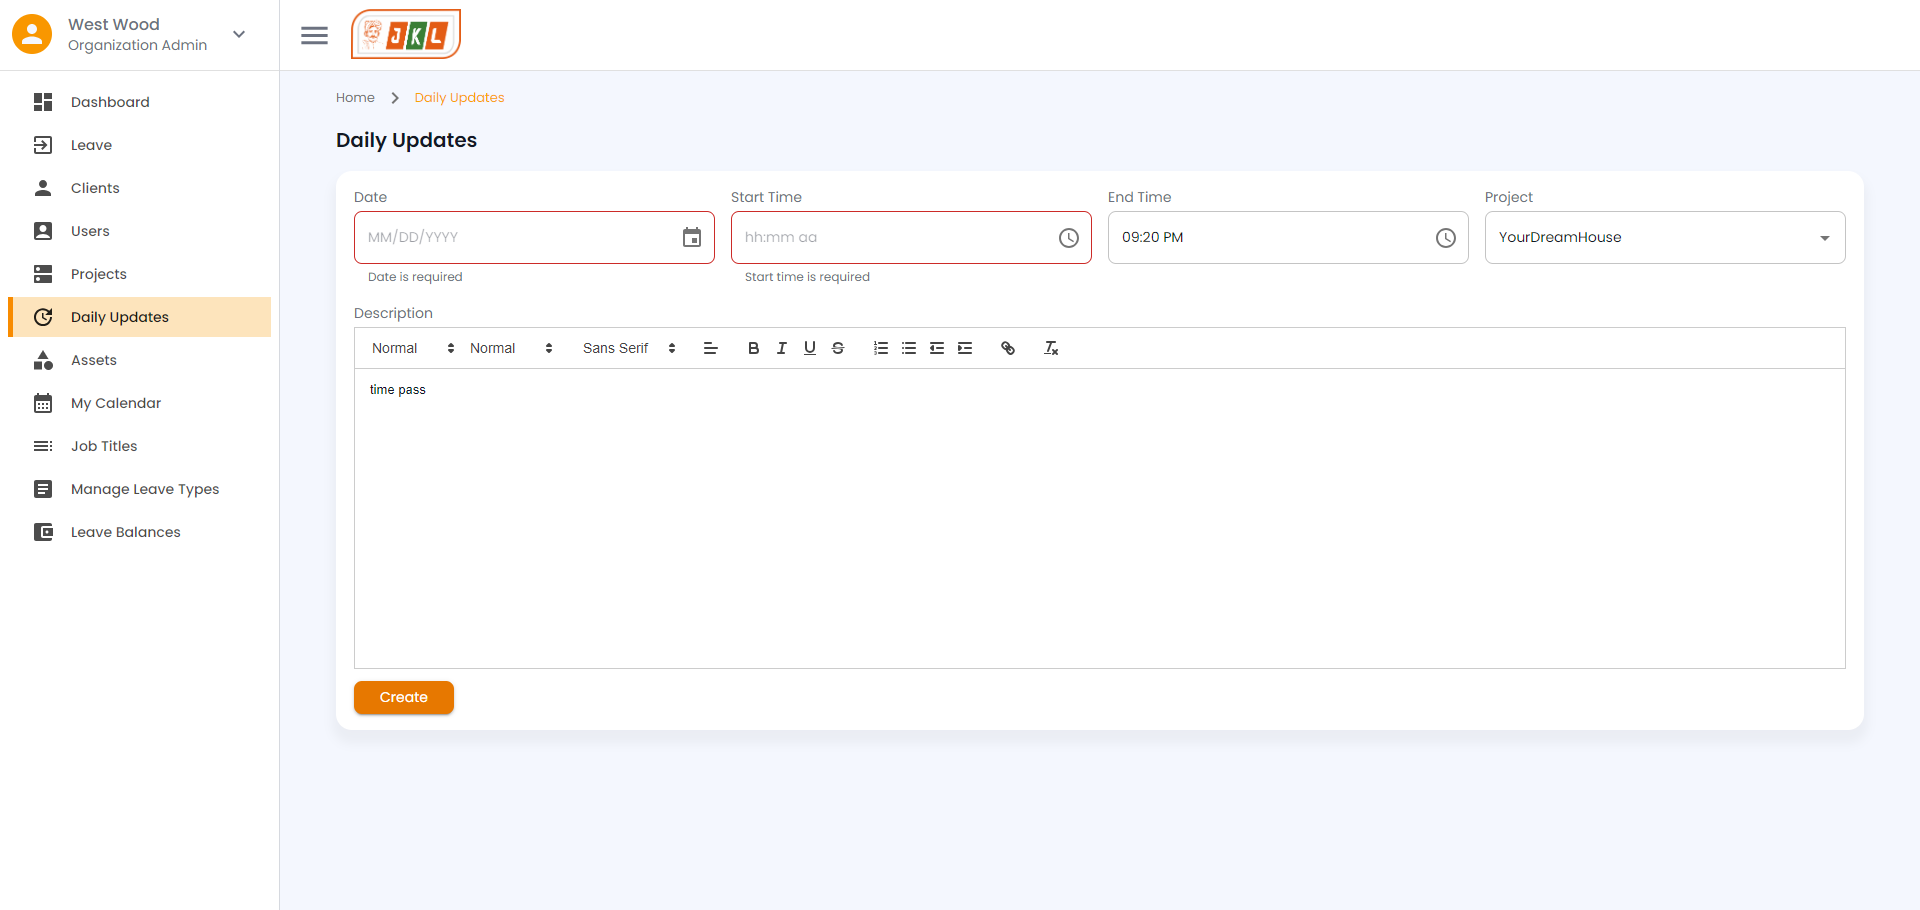 West Wood
Organization Admin
JKL
Dashboard
Leave
Clients
Users
Projects
Daily Updates
Assets
My Calendar
Job Titles
Manage Leave Types
Leave Balances
Home Daily Updates
Daily Updates
Date Start Time End Time Project
MM/DD/YYYY hh:mm aa 09:20 PM YourDreamHouse
Date is required Start time is required
Description
Normal Normal Sans Serif
time pass
Create